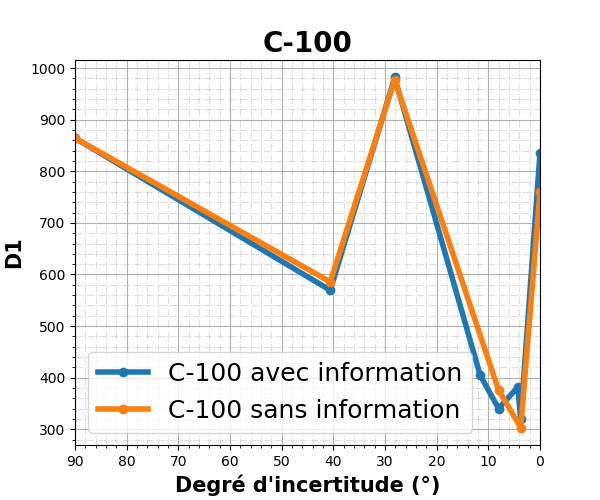 C-100
1000
900
800
700
600
500
400
300
D1
C-100 avec information
C-100 sans information
90 80 70 60 50 40 30 20 10 0
Degré d'incertitude (°)